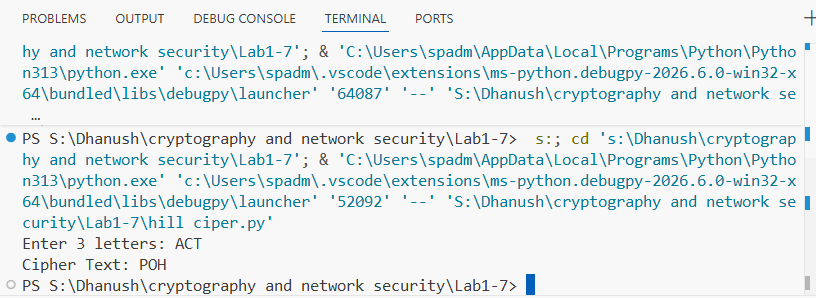 PROBLEMS OUTPUT DEBUG CONSOLE TERMINAL PORTS
hy and network security\Lab1-7'; & 'C:\Users\spadm\AppData\Local\Programs\Python\Pytho
n313\python.exe' 'c:\Users\spadm\.vscode\extensions\ms-python.debugpy-2026.6.0-win32-x
64\bundled\libs\debugpy\launcher' '64087' '--' 'S:\Dhanush\cryptography and network se
…
PS S:\Dhanush\cryptography and network security\Lab1-7>  s:; cd 's:\Dhanush\cryptograp
hy and network security\Lab1-7'; & 'C:\Users\spadm\AppData\Local\Programs\Python\Pytho
n313\python.exe' 'c:\Users\spadm\.vscode\extensions\ms-python.debugpy-2026.6.0-win32-x
64\bundled\libs\debugpy\launcher' '52092' '--' 'S:\Dhanush\cryptography and network se
curity\Lab1-7\hill ciper.py'
Enter 3 letters: ACT
Cipher Text: POH
PS S:\Dhanush\cryptography and network security\Lab1-7>